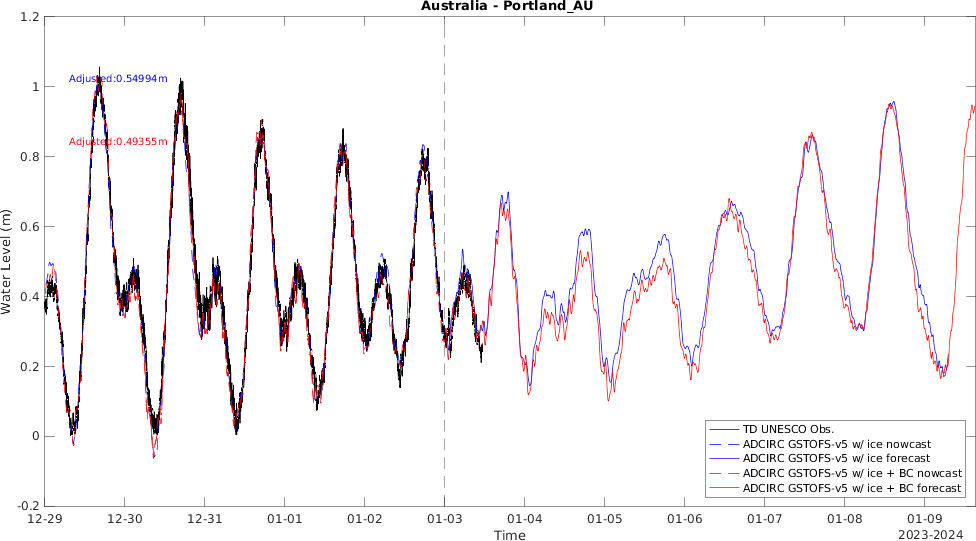 Australia - Portland_AU
1.2
1
0.8
0.6
0.4
0.2
0
-0.2
Water Level (m)
Adjusted:0.54994m
Adjusted:0.49355m
TD UNESCO Obs.
ADCIRC GSTOFS-v5 w/ ice nowcast
ADCIRC GSTOFS-v5 w/ ice forecast
ADCIRC GSTOFS-v5 w/ ice + BC nowcast
ADCIRC GSTOFS-v5 w/ ice + BC forecast
12-29 12-30 12-31 01-01 01-02 01-03 01-04 01-05 01-06 01-07 01-08 01-09
Time
2023-2024